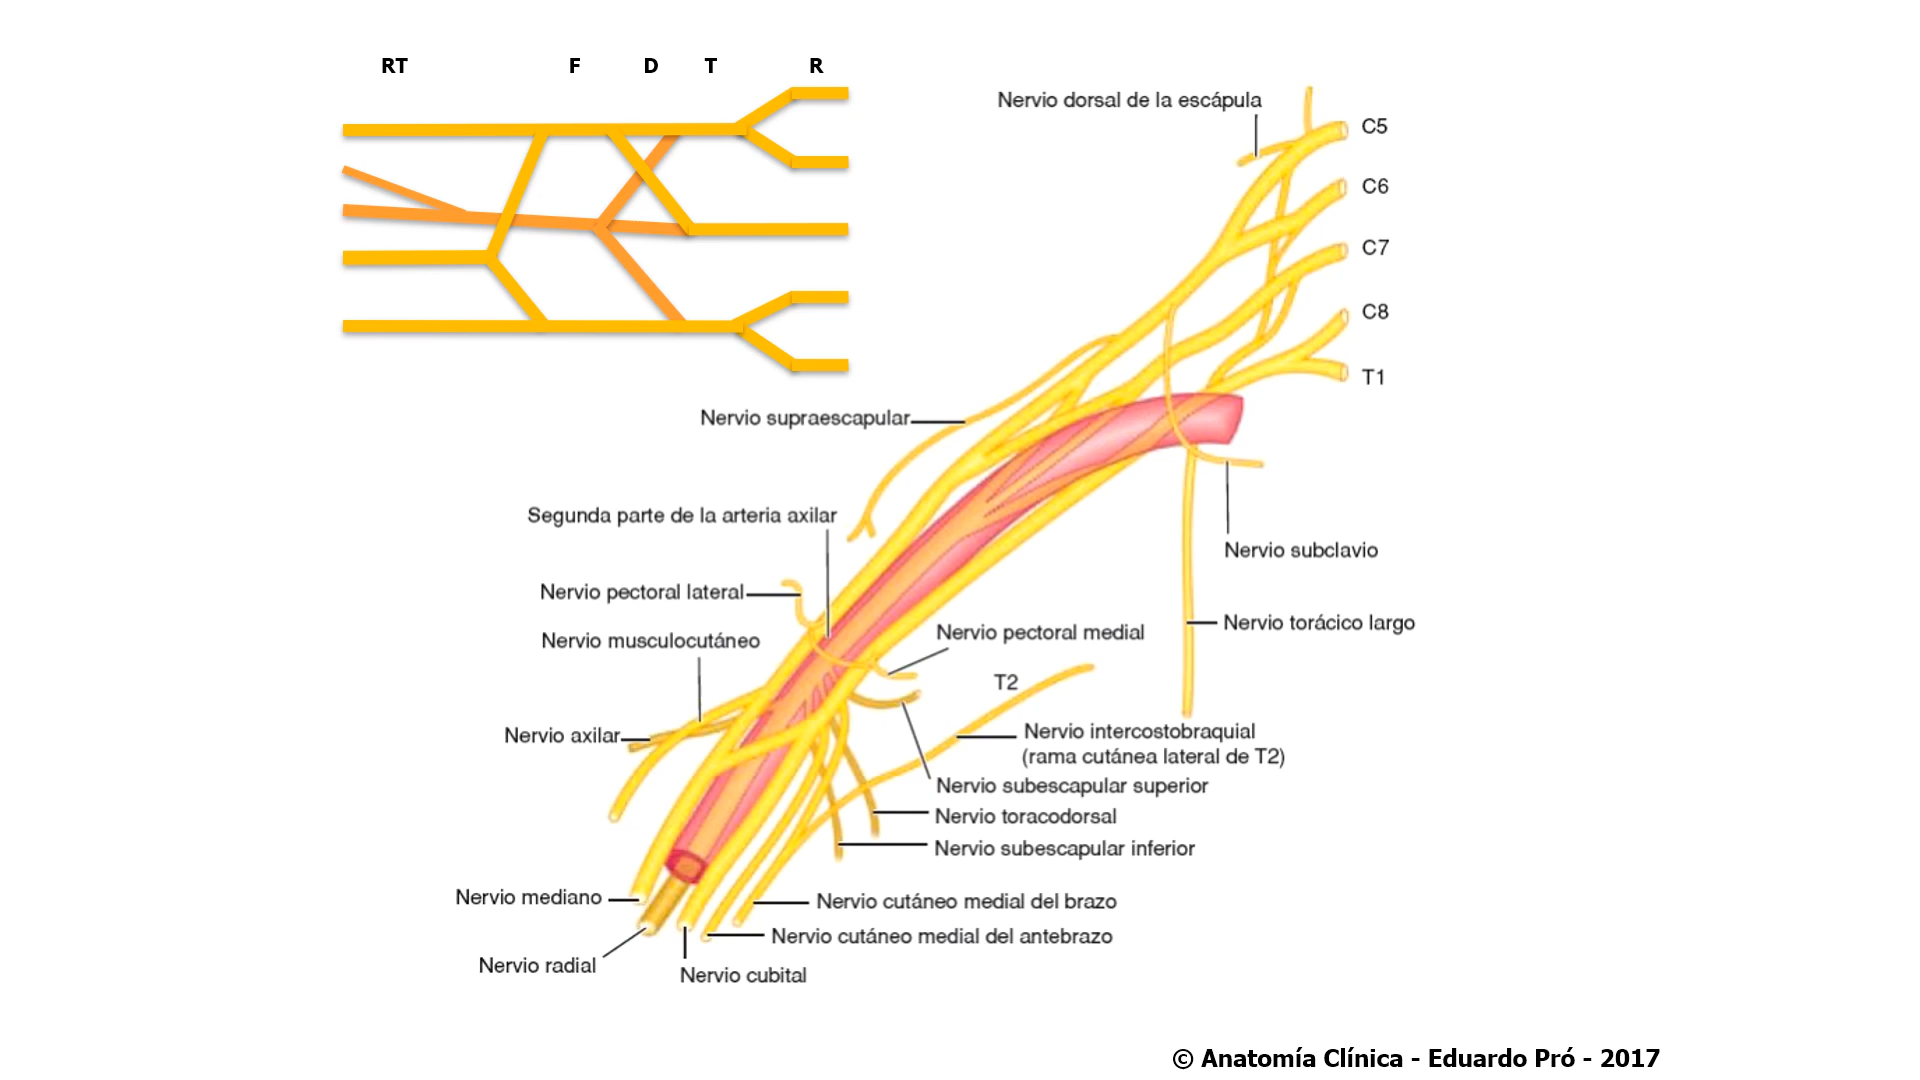 RT F D T R
Nervio dorsal de la escápula
C5
C6
C7
C8
T1
Nervio supraescapular
Segunda parte de la arteria axilar
Nervio subclavio
Nervio pectoral lateral
Nervio torácico largo
Nervio musculocutáneo
Nervio pectoral medial
T2
Nervio axilar
Nervio intercostobraquial
(rama cutánea lateral de T2)
Nervio subescapular superior
Nervio toracodorsal
Nervio subescapular inferior
Nervio mediano
Nervio cutáneo medial del brazo
Nervio cutáneo medial del antebrazo
Nervio radial
Nervio cubital
© Anatomía Clínica - Eduardo Pró - 2017